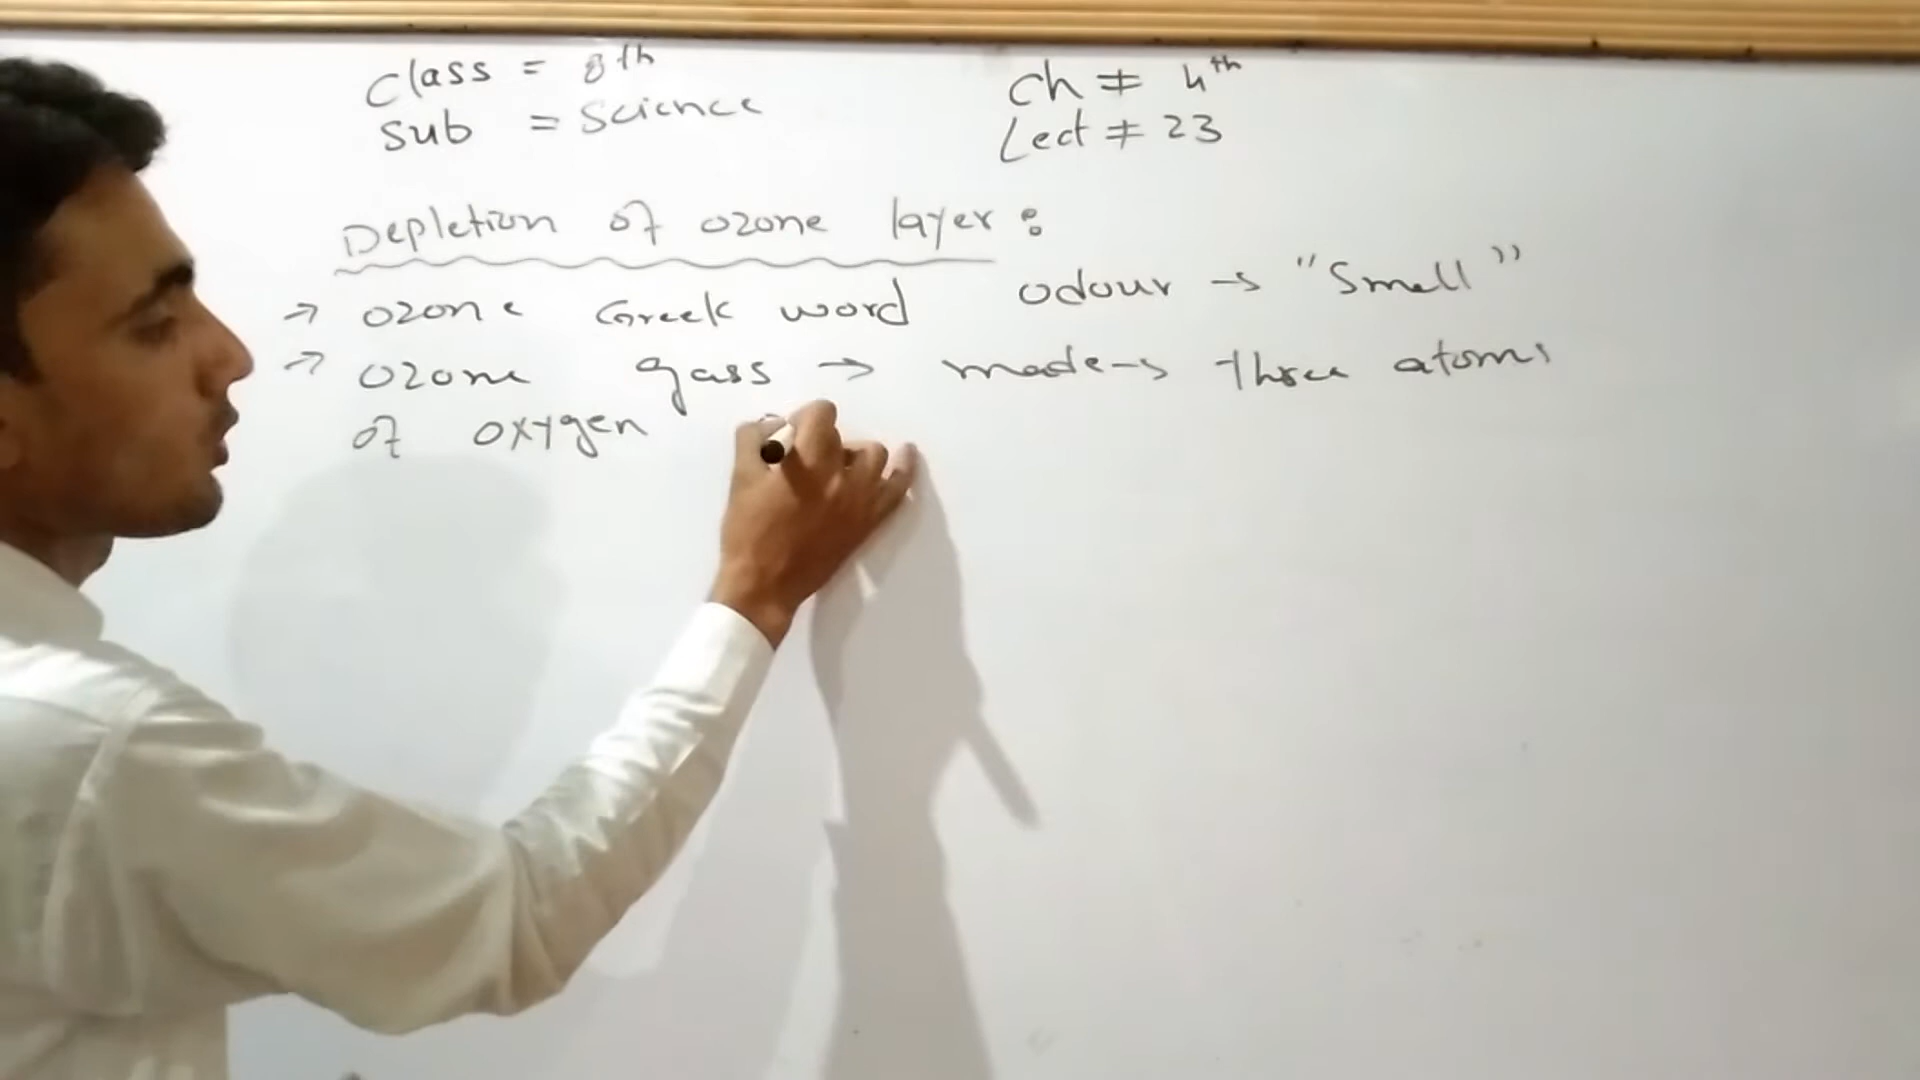 Class = 8th
Sub = Science
Ch ≠ 4th
Lect ≠ 23
Depletion of ozone layer :
→ ozone Greek word odour → "Smell"
→ ozone gass → made → three atoms
of oxygen